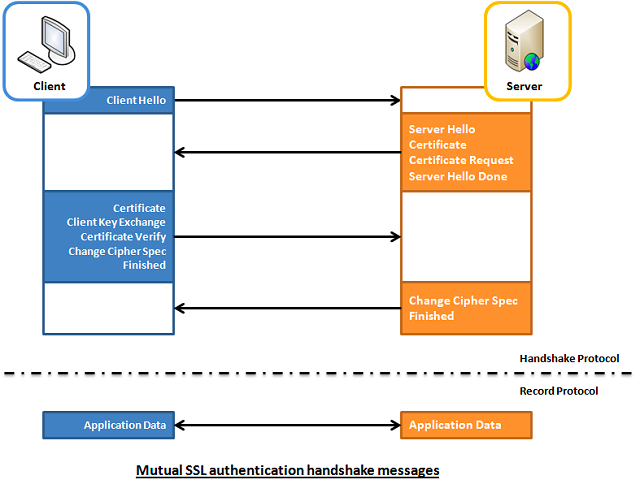 Client
Server
Client Hello
Server Hello
Certificate
Certificate Request
Server Hello Done
Certificate
Client Key Exchange
Certificate Verify
Change Cipher Spec
Finished
Change Cipher Spec
Finished
Handshake Protocol
Record Protocol
Application Data
Application Data
Mutual SSL authentication handshake messages